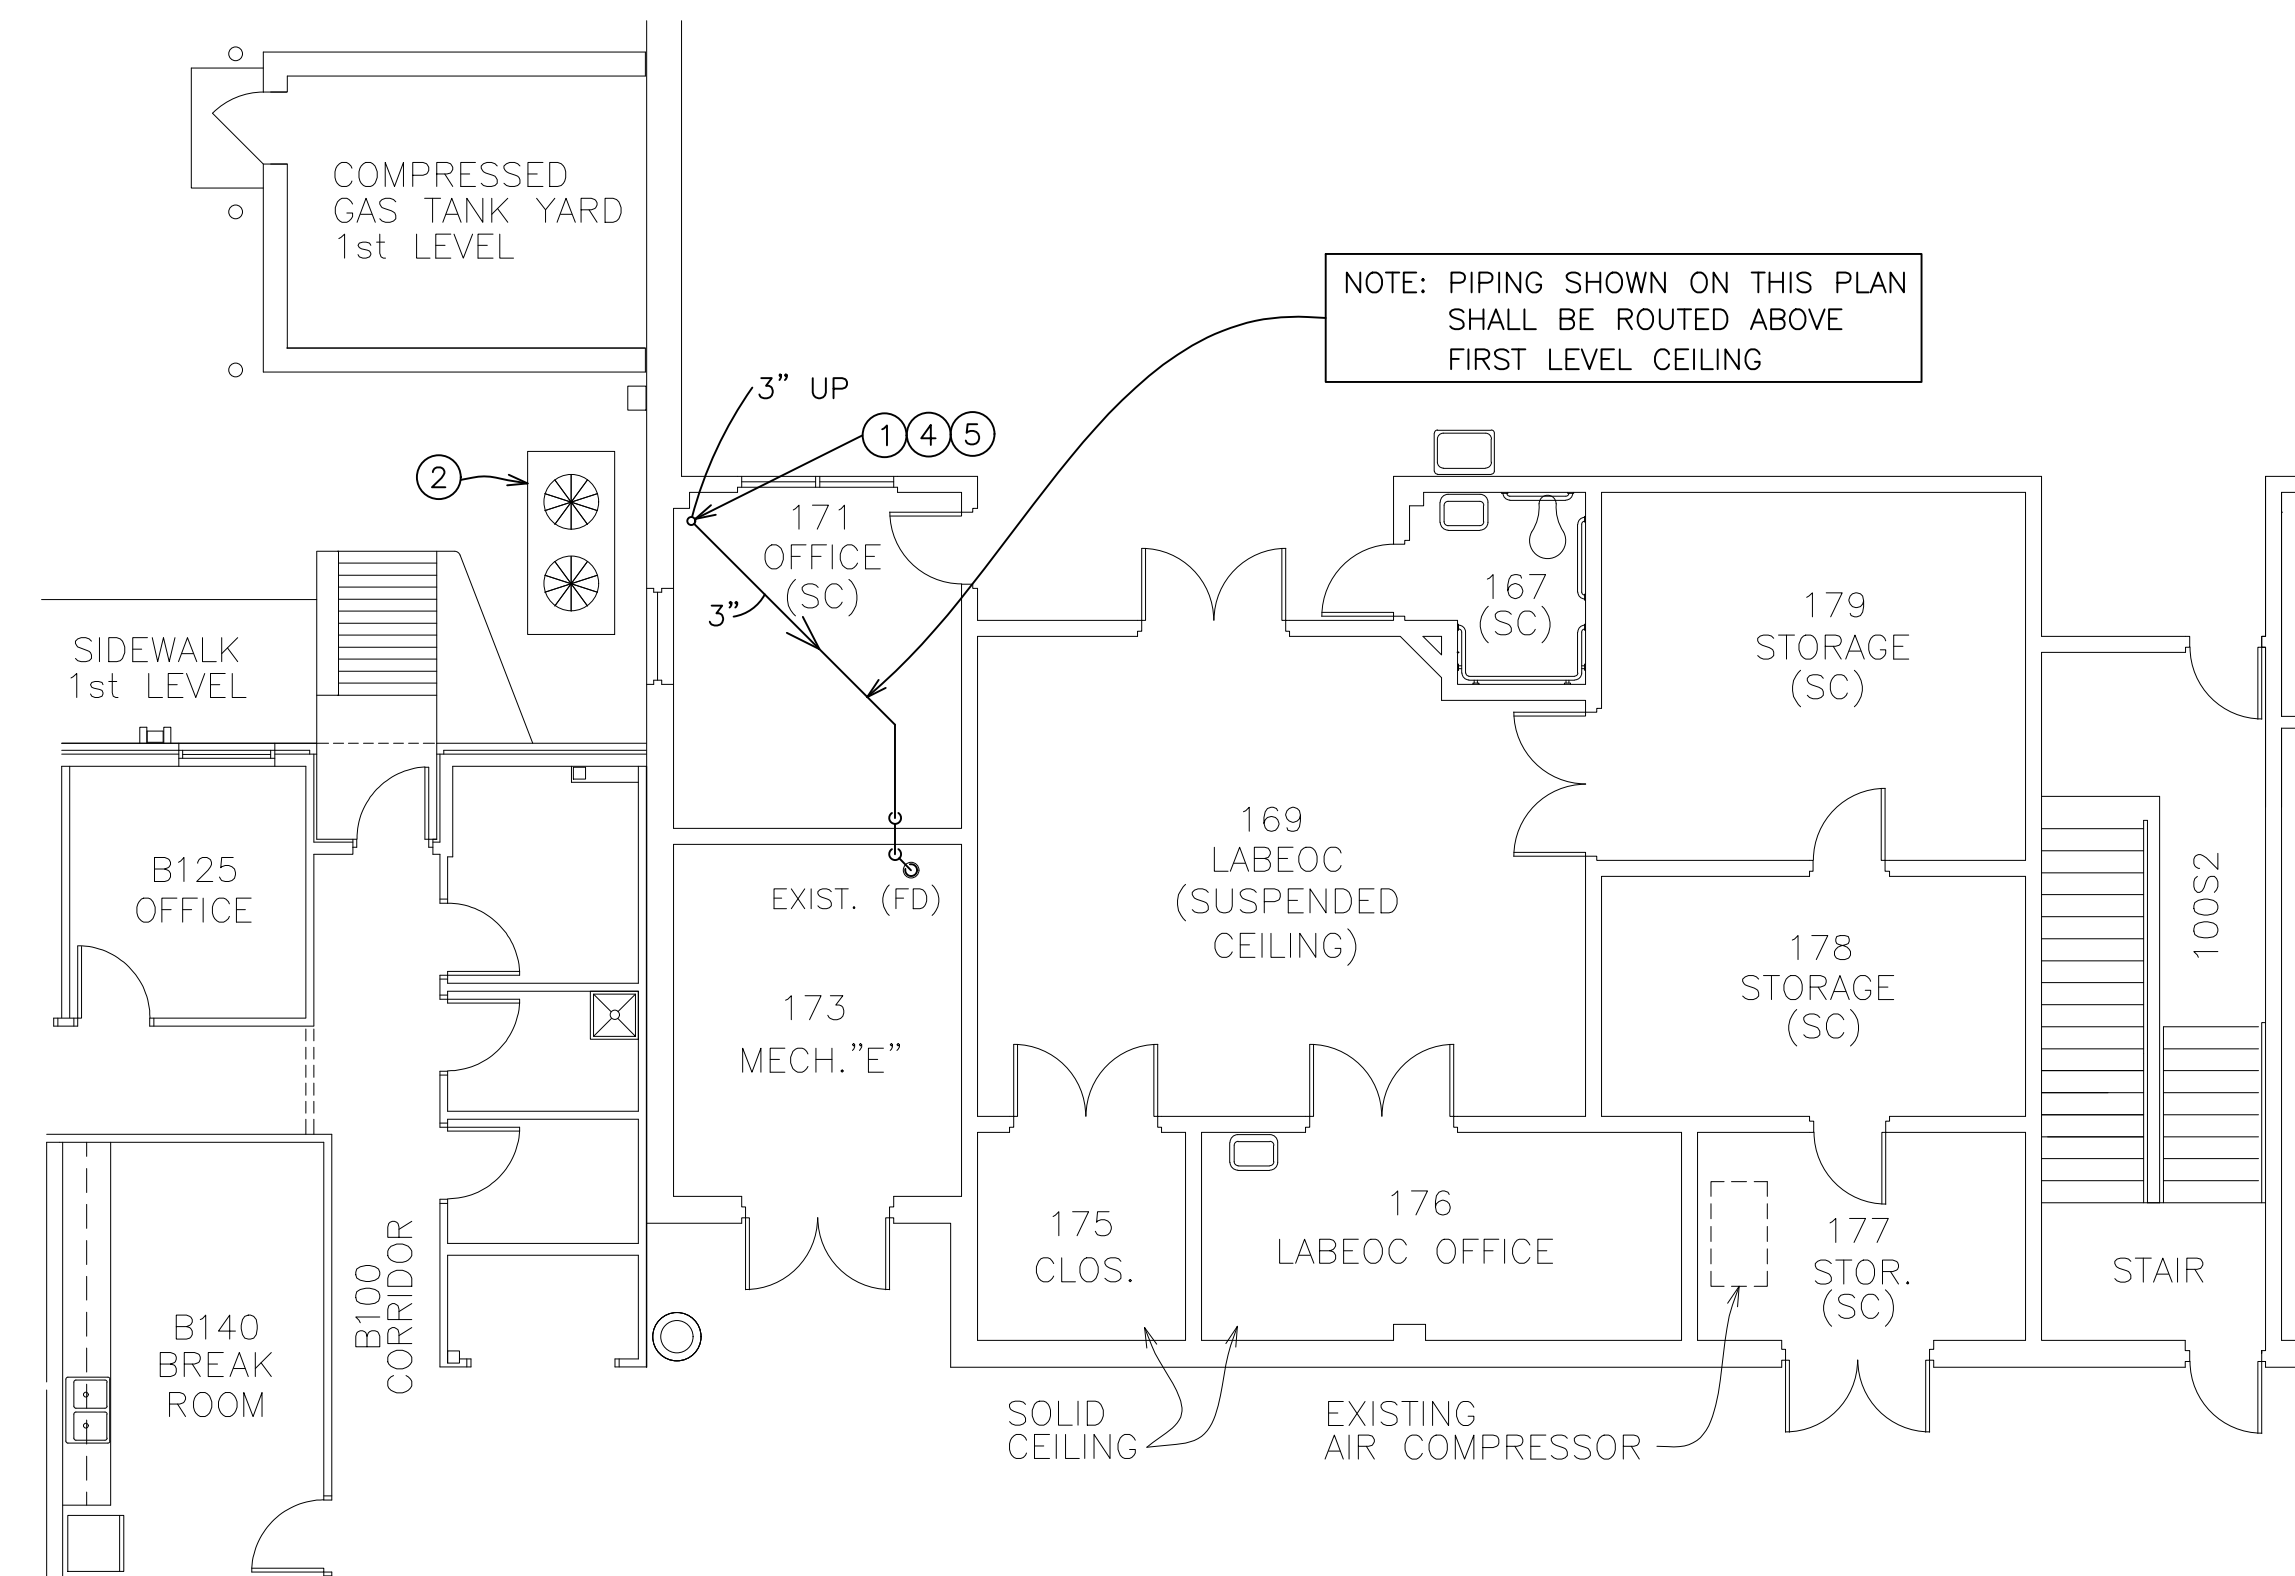 COMPRESSED
GAS TANK YARD
1st LEVEL
NOTE: PIPING SHOWN ON THIS PLAN
SHALL BE ROUTED ABOVE
FIRST LEVEL CEILING
3" UP
1 4 5
2
171
OFFICE
(SC)
3"
167
(SC)
179
STORAGE
(SC)
SIDEWALK
1st LEVEL
B125
OFFICE
EXIST. (FD)
169
LABEOC
(SUSPENDED
CEILING)
178
STORAGE
(SC)
100S2
173
MECH."E"
175
CLOS.
176
LABEOC OFFICE
177
STOR.
(SC)
STAIR
B100
CORRIDOR
B140
BREAK
ROOM
SOLID
CEILING
EXISTING
AIR COMPRESSOR